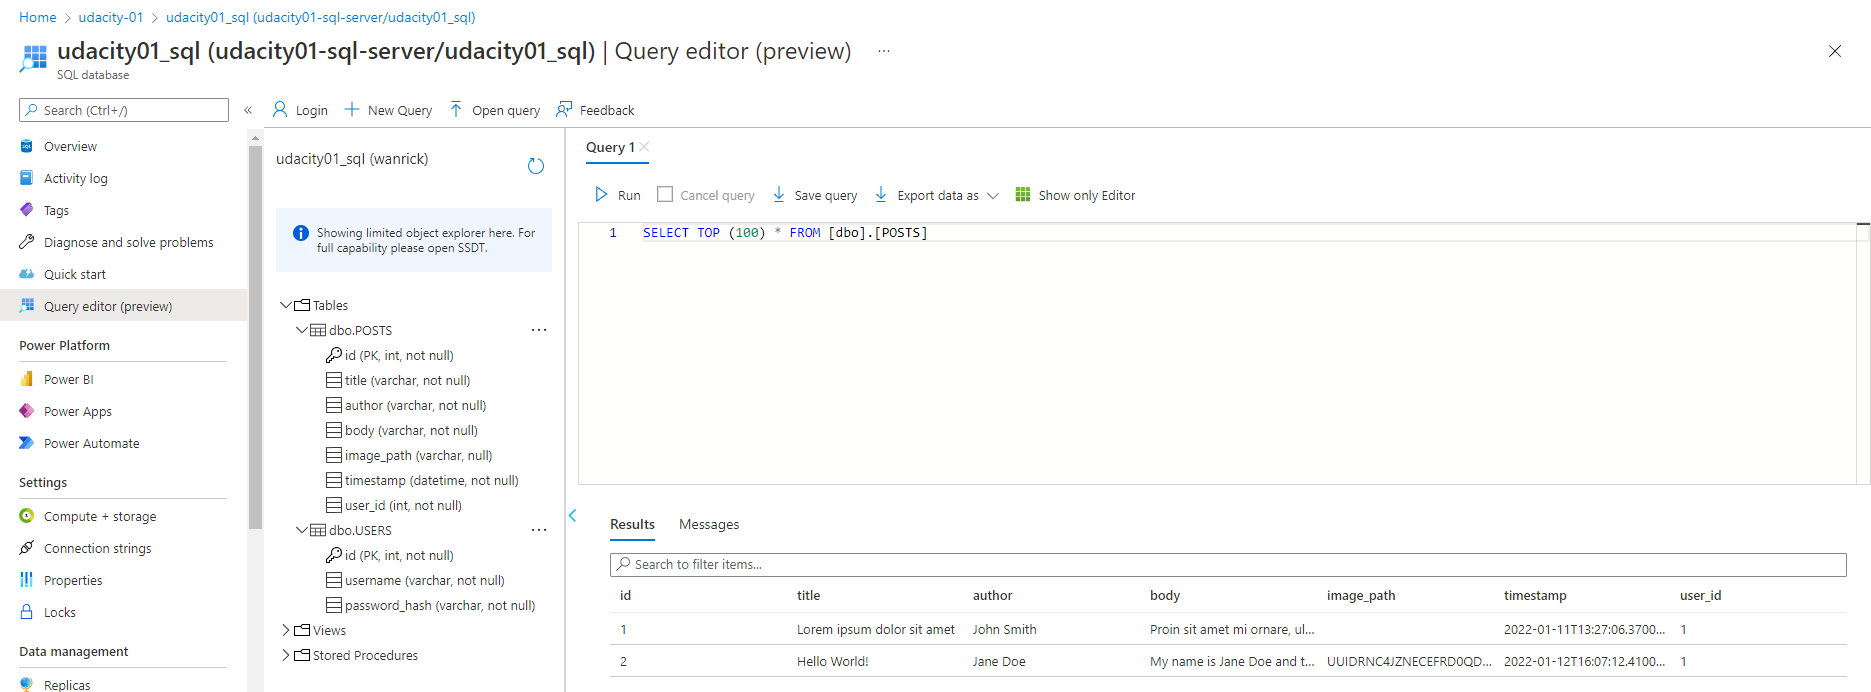 Home > udacity-01 > udacity01_sql (udacity01-sql-server/udacity01_sql)
udacity01_sql (udacity01-sql-server/udacity01_sql) | Query editor (preview) ...
SQL database
Search (Ctrl+/)
«
Login
New Query
Open query
Feedback
Overview
Activity log
Tags
Diagnose and solve problems
Quick start
Query editor (preview)
Power Platform
Power BI
Power Apps
Power Automate
Settings
Compute + storage
Connection strings
Properties
Locks
Data management
Replicas
udacity01_sql (wanrick)
Showing limited object explorer here. For
full capability please open SSDT.
Tables
dbo.POSTS ...
id (PK, int, not null)
title (varchar, not null)
author (varchar, not null)
body (varchar, not null)
image_path (varchar, null)
timestamp (datetime, not null)
user_id (int, not null)
dbo.USERS ...
id (PK, int, not null)
username (varchar, not null)
password_hash (varchar, not null)
Views
Stored Procedures
Query 1
Run
Cancel query
Save query
Export data as
Show only Editor
1 SELECT TOP (100) * FROM [dbo].[POSTS]
Results Messages
Search to filter items...
id title author body image_path timestamp user_id
1 Lorem ipsum dolor sit amet John Smith Proin sit amet mi ornare, ul... 2022-01-11T13:27:06.3700... 1
2 Hello World! Jane Doe My name is Jane Doe and t... UUIDRNC4JZNECEFRD0QD... 2022-01-12T16:07:12.4100... 1